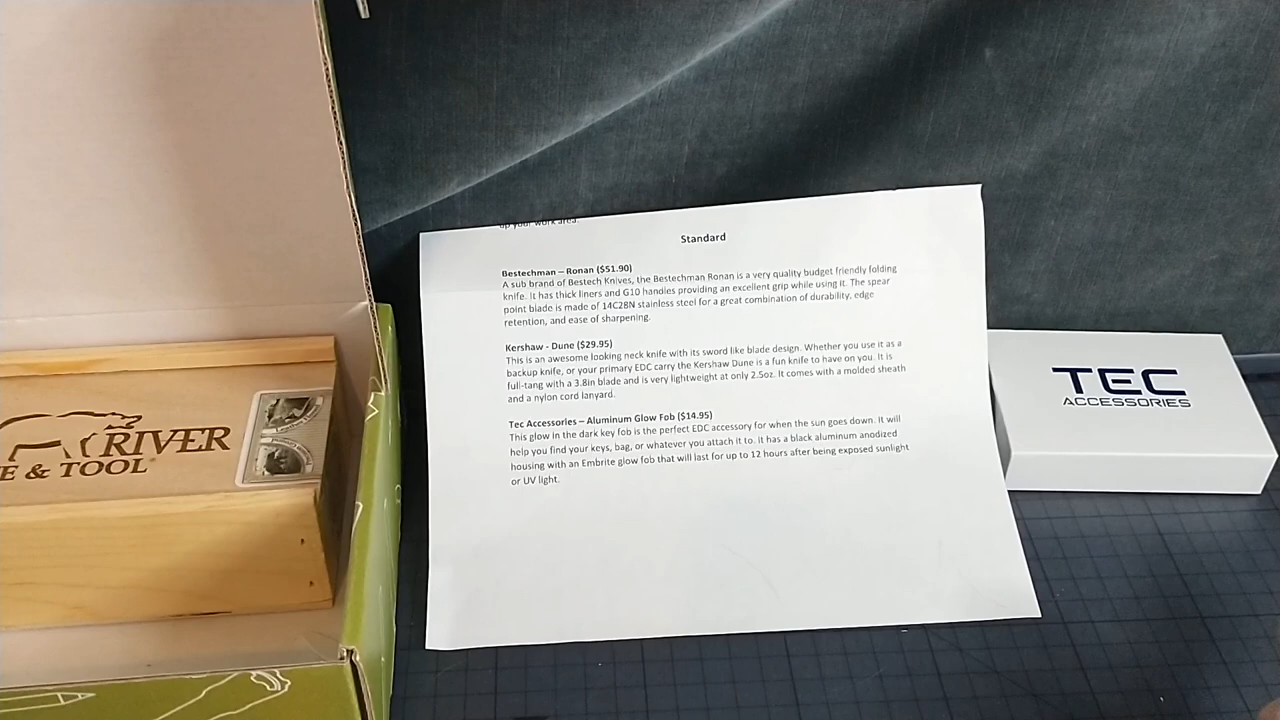 RIVER
E & TOOL
up your work area.
Standard
Bestechman – Ronan ($51.90)
A sub brand of Bestech Knives, the Bestechman Ronan is a very quality budget friendly folding
knife. It has thick liners and G10 handles providing an excellent grip while using it. The spear
point blade is made of 14C28N stainless steel for a great combination of durability, edge
retention, and ease of sharpening.
Kershaw - Dune ($29.95)
This is an awesome looking neck knife with its sword like blade design. Whether you use it as a
backup knife, or your primary EDC carry the Kershaw Dune is a fun knife to have on you. It is
full-tang with a 3.8in blade and is very lightweight at only 2.5oz. It comes with a molded sheath
and a nylon cord lanyard.
Tec Accessories – Aluminum Glow Fob ($14.95)
This glow in the dark key fob is the perfect EDC accessory for when the sun goes down. It will
help you find your keys, bag, or whatever you attach it to. It has a black aluminum anodized
housing with an Embrite glow fob that will last for up to 12 hours after being exposed sunlight
or UV light.
TEC
ACCESSORIES